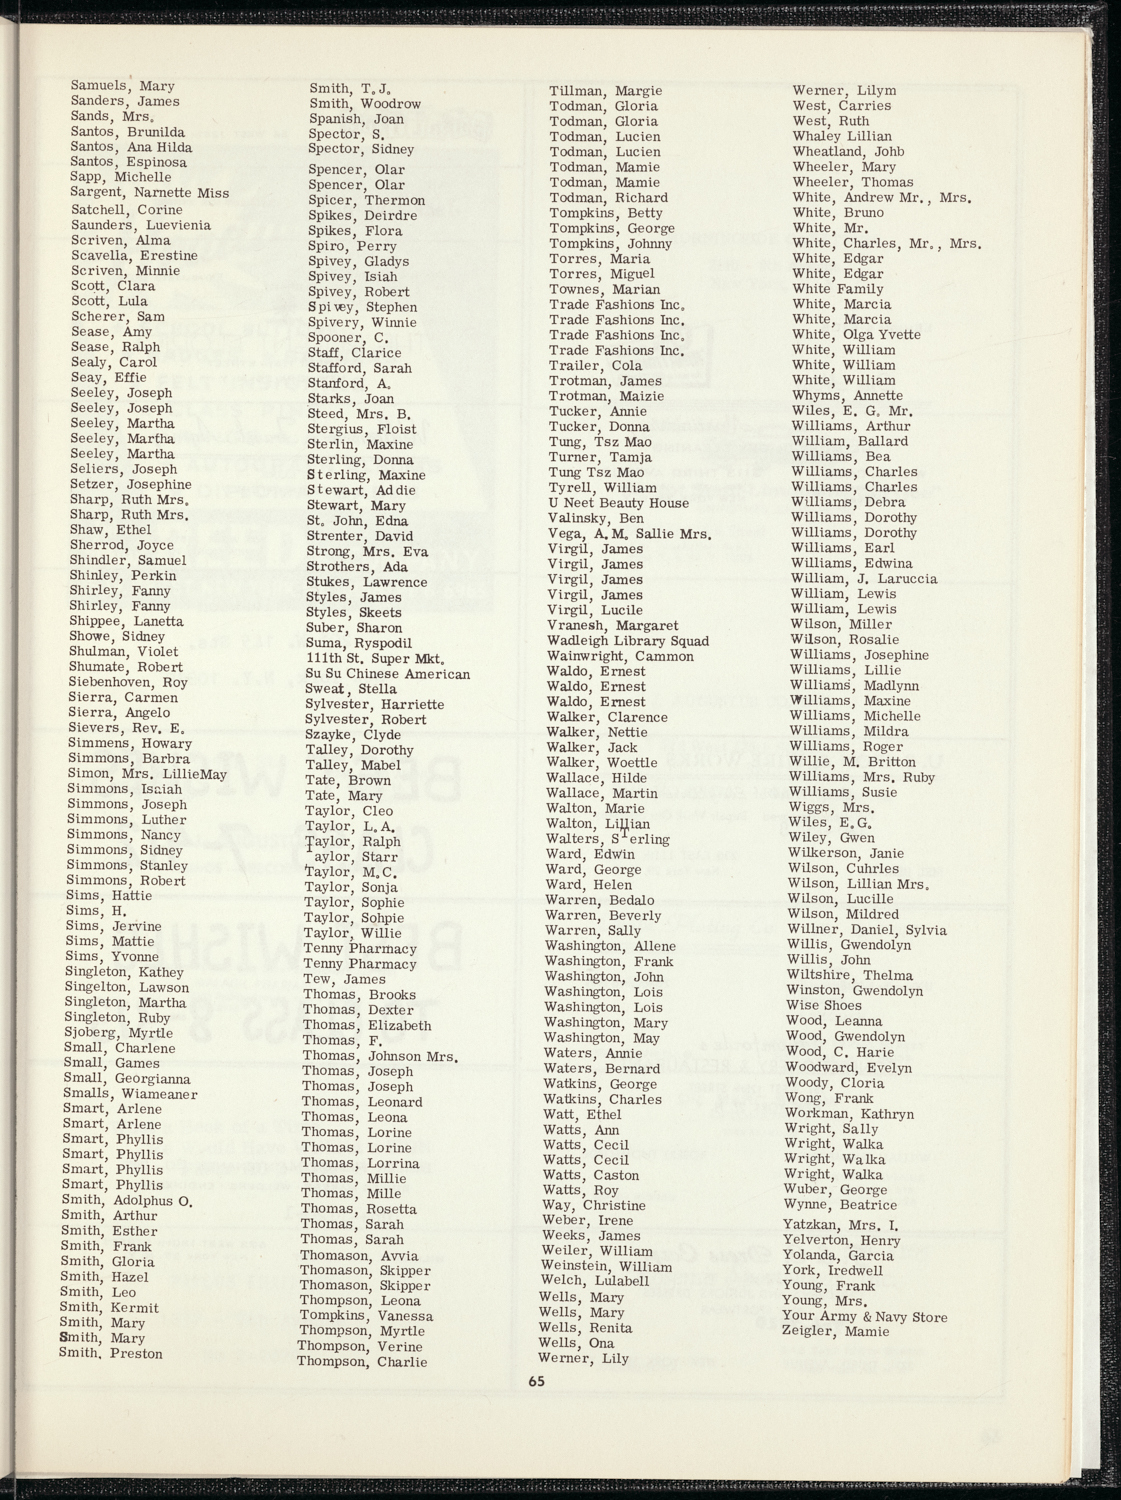 Samuels, Mary
Sanders, James
Sands, Mrs.
Santos, Brunilda
Santos, Ana Hilda
Santos, Espinosa
Sapp, Michelle
Sargent, Narnette Miss
Satchell, Corine
Saunders, Luevienia
Scriven, Alma
Scavella, Erestine
Scriven, Minnie
Scott, Clara
Scott, Lula
Scherer, Sam
Sease, Amy
Sease, Ralph
Sealy, Carol
Seay, Effie
Seeley, Joseph
Seeley, Joseph
Seeley, Martha
Seeley, Martha
Seeley, Martha
Seliers, Joseph
Setzer, Josephine
Sharp, Ruth Mrs.
Sharp, Ruth Mrs.
Shaw, Ethel
Sherrod, Joyce
Shindler, Samuel
Shinley, Perkin
Shirley, Fanny
Shirley, Fanny
Shippee, Lanetta
Showe, Sidney
Shulman, Violet
Shumate, Robert
Siebenhoven, Roy
Sierra, Carmen
Sierra, Angelo
Sievers, Rev. E.
Simmens, Howary
Simmons, Barbra
Simon, Mrs. LillieMay
Simmons, Isaiah
Simmons, Joseph
Simmons, Luther
Simmons, Nancy
Simmons, Sidney
Simmons, Stanley
Simmons, Robert
Sims, Hattie
Sims, H.
Sims, Jervine
Sims, Mattie
Sims, Yvonne
Singleton, Kathey
Singelton, Lawson
Singleton, Martha
Singleton, Ruby
Sjoberg, Myrtle
Small, Charlene
Small, Games
Small, Georgianna
Smalls, Wiameaner
Smart, Arlene
Smart, Arlene
Smart, Phyllis
Smart, Phyllis
Smart, Phyllis
Smart, Phyllis
Smith, Adolphus O.
Smith, Arthur
Smith, Esther
Smith, Frank
Smith, Gloria
Smith, Hazel
Smith, Leo
Smith, Kermit
Smith, Mary
Smith, Mary
Smith. Preston
Smith, T. J.
Smith, Woodrow
Spanish, Joan
Spector, S.
Spector, Sidney
Spencer, Olar
Spencer, Olar
Spicer, Thermon
Spikes, Deirdre
Spikes, Flora
Spiro, Perry
Spivey, Gladys
Spivey, Isiah
Spivey, Robert
Spivey, Stephen
Spivery, Winnie
Spooner, C.
Staff, Clarice
Stafford, Sarah
Stanford, A.
Starks, Joan
Steed, Mrs. B.
Stergius, Floist
Sterlin, Maxine
Sterling, Donna
Sterling, Maxine
Stewart, Addie
Stewart, Mary
St. John, Edna
Strenter, David
Strong, Mrs. Eva
Strothers, Ada
Stukes, Lawrence
Styles, James
Styles, Skeets
Suber, Sharon
Suma, Ryspodil
111th St. Super Mkt.
Su Su Chinese American
Sweat, Stella
Sylvester, Harriette
Sylvester, Robert
Szayke, Clyde
Talley, Dorothy
Talley, Mabel
Tate, Brown
Tate, Mary
Taylor, Cleo
Taylor, L. A.
Taylor, Ralph
Taylor, Starr
Taylor, M. C.
Taylor, Sonja
Taylor, Sophie
Taylor, Sohpie
Taylor, Willie
Tenny Pharmacy
Tenny Pharmacy
Tew, James
Thomas, Brooks
Thomas, Dexter
Thomas, Elizabeth
Thomas, F.
Thomas, Johnson Mrs.
Thomas, Joseph
Thomas, Joseph
Thomas, Leonard
Thomas, Leona
Thomas, Lorine
Thomas, Lorine
Thomas, Lorrina
Thomas, Millie
Thomas, Mille
Thomas, Rosetta
Thomas, Sarah
Thomas, Sarah
Thomason, Avvia
Thomason, Skipper
Thomason, Skipper
Thompson, Leona
Tompkins, Vanessa
Thompson, Myrtle
Thompson, Verine
Thompson, Charlie
Tillman, Margie
Todman, Gloria
Todman, Gloria
Todman, Lucien
Todman, Lucien
Todman, Mamie
Todman, Mamie
Todman, Richard
Tompkins, Betty
Tompkins, George
Tompkins, Johnny
Torres, Maria
Torres, Miguel
Townes, Marian
Trade Fashions Inc.
Trade Fashions Inc.
Trade Fashions Inc.
Trade Fashions Inc.
Trailer, Cola
Trotman, James
Trotman, Maizie
Tucker, Annie
Tucker, Donna
Tung, Tsz Mao
Turner, Tamja
Tung Tsz Mao
Tyrell, William
U Neet Beauty House
Valinsky, Ben
Vega, A. M. Sallie Mrs.
Virgil, James
Virgil, James
Virgil, James
Virgil, James
Virgil, Lucile
Vranesh, Margaret
Wadleigh Library Squad
Wainwright, Cammon
Waldo, Ernest
Waldo, Ernest
Waldo, Ernest
Walker, Clarence
Walker, Nettie
Walker, Jack
Walker, Woettle
Wallace, Hilde
Wallace, Martin
Walton, Marie
Walton, Lillian
Walters, STerling
Ward, Edwin
Ward, George
Ward, Helen
Warren, Bedalo
Warren, Beverly
Warren, Sally
Washington, Allene
Washington, Frank
Washington, John
Washington, Lois
Washington, Lois
Washington, Mary
Washington, May
Waters, Annie
Waters, Bernard
Watkins, George
Watkins, Charles
Watt, Ethel
Watts, Ann
Watts, Cecil
Watts, Cecil
Watts, Caston
Watts, Roy
Way, Christine
Weber, Irene
Weeks, James
Weiler, William
Weinstein, William
Welch, Lulabell
Wells, Mary
Wells, Mary
Wells, Renita
Wells, Ona
Werner, Lily
Werner, Lilym
West, Carries
West, Ruth
Whaley Lillian
Wheatland, Johb
Wheeler, Mary
Wheeler, Thomas
White, Andrew Mr., Mrs.
White, Bruno
White, Mr.
White, Charles, Mr., Mrs.
White, Edgar
White, Edgar
White Family
White, Marcia
White, Marcia
White, Olga Yvette
White, William
White, William
White, William
Whyms, Annette
Wiles, E. G. Mr.
Williams, Arthur
William, Ballard
Williams, Bea
Williams, Charles
Williams, Charles
Williams, Debra
Williams, Dorothy
Williams, Dorothy
Williams, Earl
Williams, Edwina
William, J. Laruccia
William, Lewis
William, Lewis
Wilson, Miller
Wilson, Rosalie
Williams, Josephine
Williams, Lillie
Williams, Madlynn
Williams, Maxine
Williams, Michelle
Williams, Mildra
Williams, Roger
Willie, M. Britton
Williams, Mrs. Ruby
Williams, Susie
Wiggs, Mrs.
Wiles, E. G.
Wiley, Gwen
Wilkerson, Janie
Wilson, Cuhrles
Wilson, Lillian Mrs.
Wilson, Lucille
Wilson, Mildred
Willner, Daniel, Sylvia
Willis, Gwendolyn
Willis, John
Wiltshire, Thelma
Winston, Gwendolyn
Wise Shoes
Wood, Leanna
Wood, Gwendolyn
Wood, C. Harie
Woodward, Evelyn
Woody, Cloria
Wong, Frank
Workman, Kathryn
Wright, Sally
Wright, Walka
Wright, Walka
Wright, Walka
Wuber, George
Wynne, Beatrice
Yatzkan, Mrs. I.
Yelverton, Henry
Yolanda, Garcia
York, Iredwell
Young, Frank
Young, Mrs.
Your Army & Navy Store
Zeigler, Mamie
65